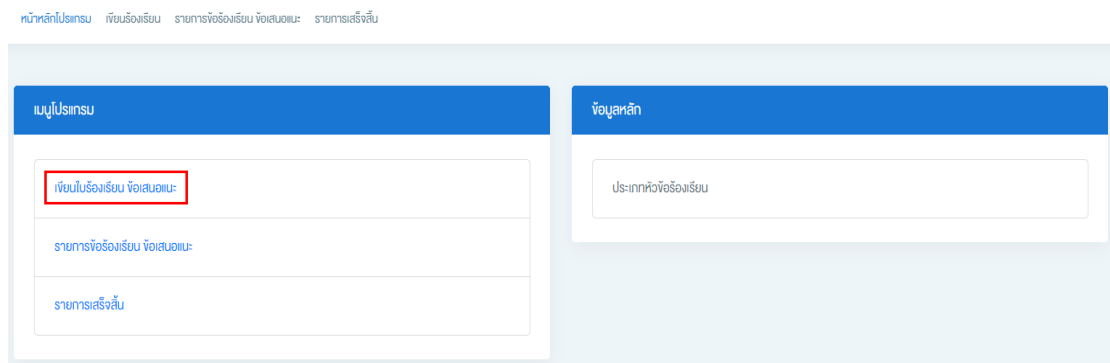 หน้าหลักโปรแกรม เขียนร้องเรียน รายการข้อร้องเรียน ข้อเสนอแนะ รายการเสร็จสิ้น
เมนูโปรแกรม
เขียนใบร้องเรียน ข้อเสนอแนะ
รายการข้อร้องเรียน ข้อเสนอแนะ
รายการเสร็จสิ้น
ข้อมูลหลัก
ประเภทหัวข้อร้องเรียน